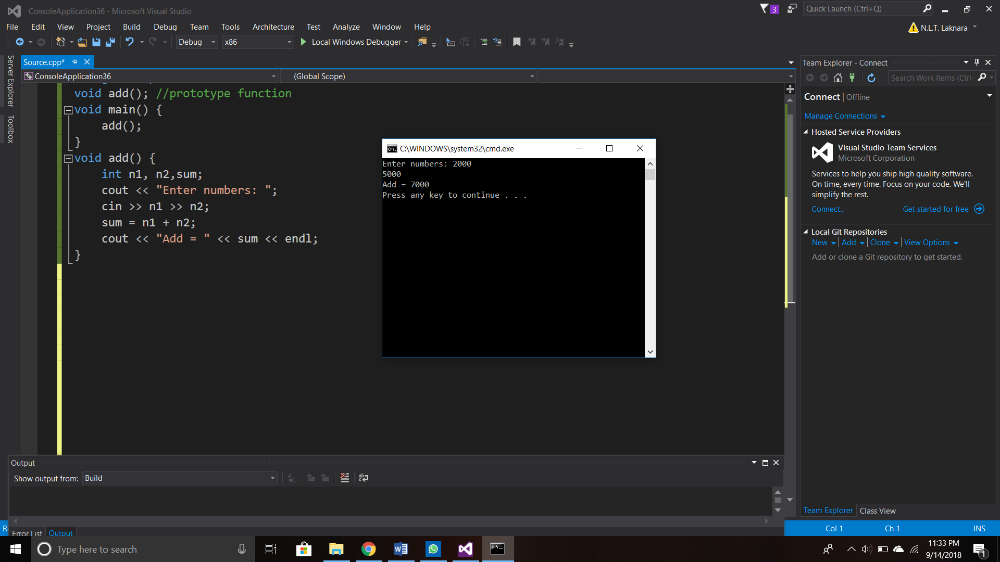 ConsoleApplication36 - Microsoft Visual Studio
3
Quick Launch (Ctrl+Q)
File Edit View Project Build Debug Team Tools Architecture Test Analyze Window Help
N.L.T. Laknara
Debug x86 Local Windows Debugger
Server Explorer
Toolbox
Source.cpp*
ConsoleApplication36 (Global Scope)
void add(); //prototype function
void main() {
add();
}
void add() {
int n1, n2,sum;
cout << "Enter numbers: ";
cin >> n1 >> n2;
sum = n1 + n2;
cout << "Add = " << sum << endl;
}
C:\WINDOWS\system32\cmd.exe
Enter numbers: 2000
5000
Add = 7000
Press any key to continue . . .
Team Explorer - Connect
Search Work Items (Ctrl-
Connect | Offline
Manage Connections
Hosted Service Providers
Visual Studio Team Services
Microsoft Corporation
Services to help you ship high quality software.
On time, every time. Focus on your code. We'll
simplify the rest.
Connect... Get started for free
Local Git Repositories
New Add Clone View Options
Add or clone a Git repository to get started.
Team Explorer Class View
Output
Show output from: Build
Error List Output
Col 1 Ch 1 INS
Type here to search
11:33 PM
9/14/2018
1